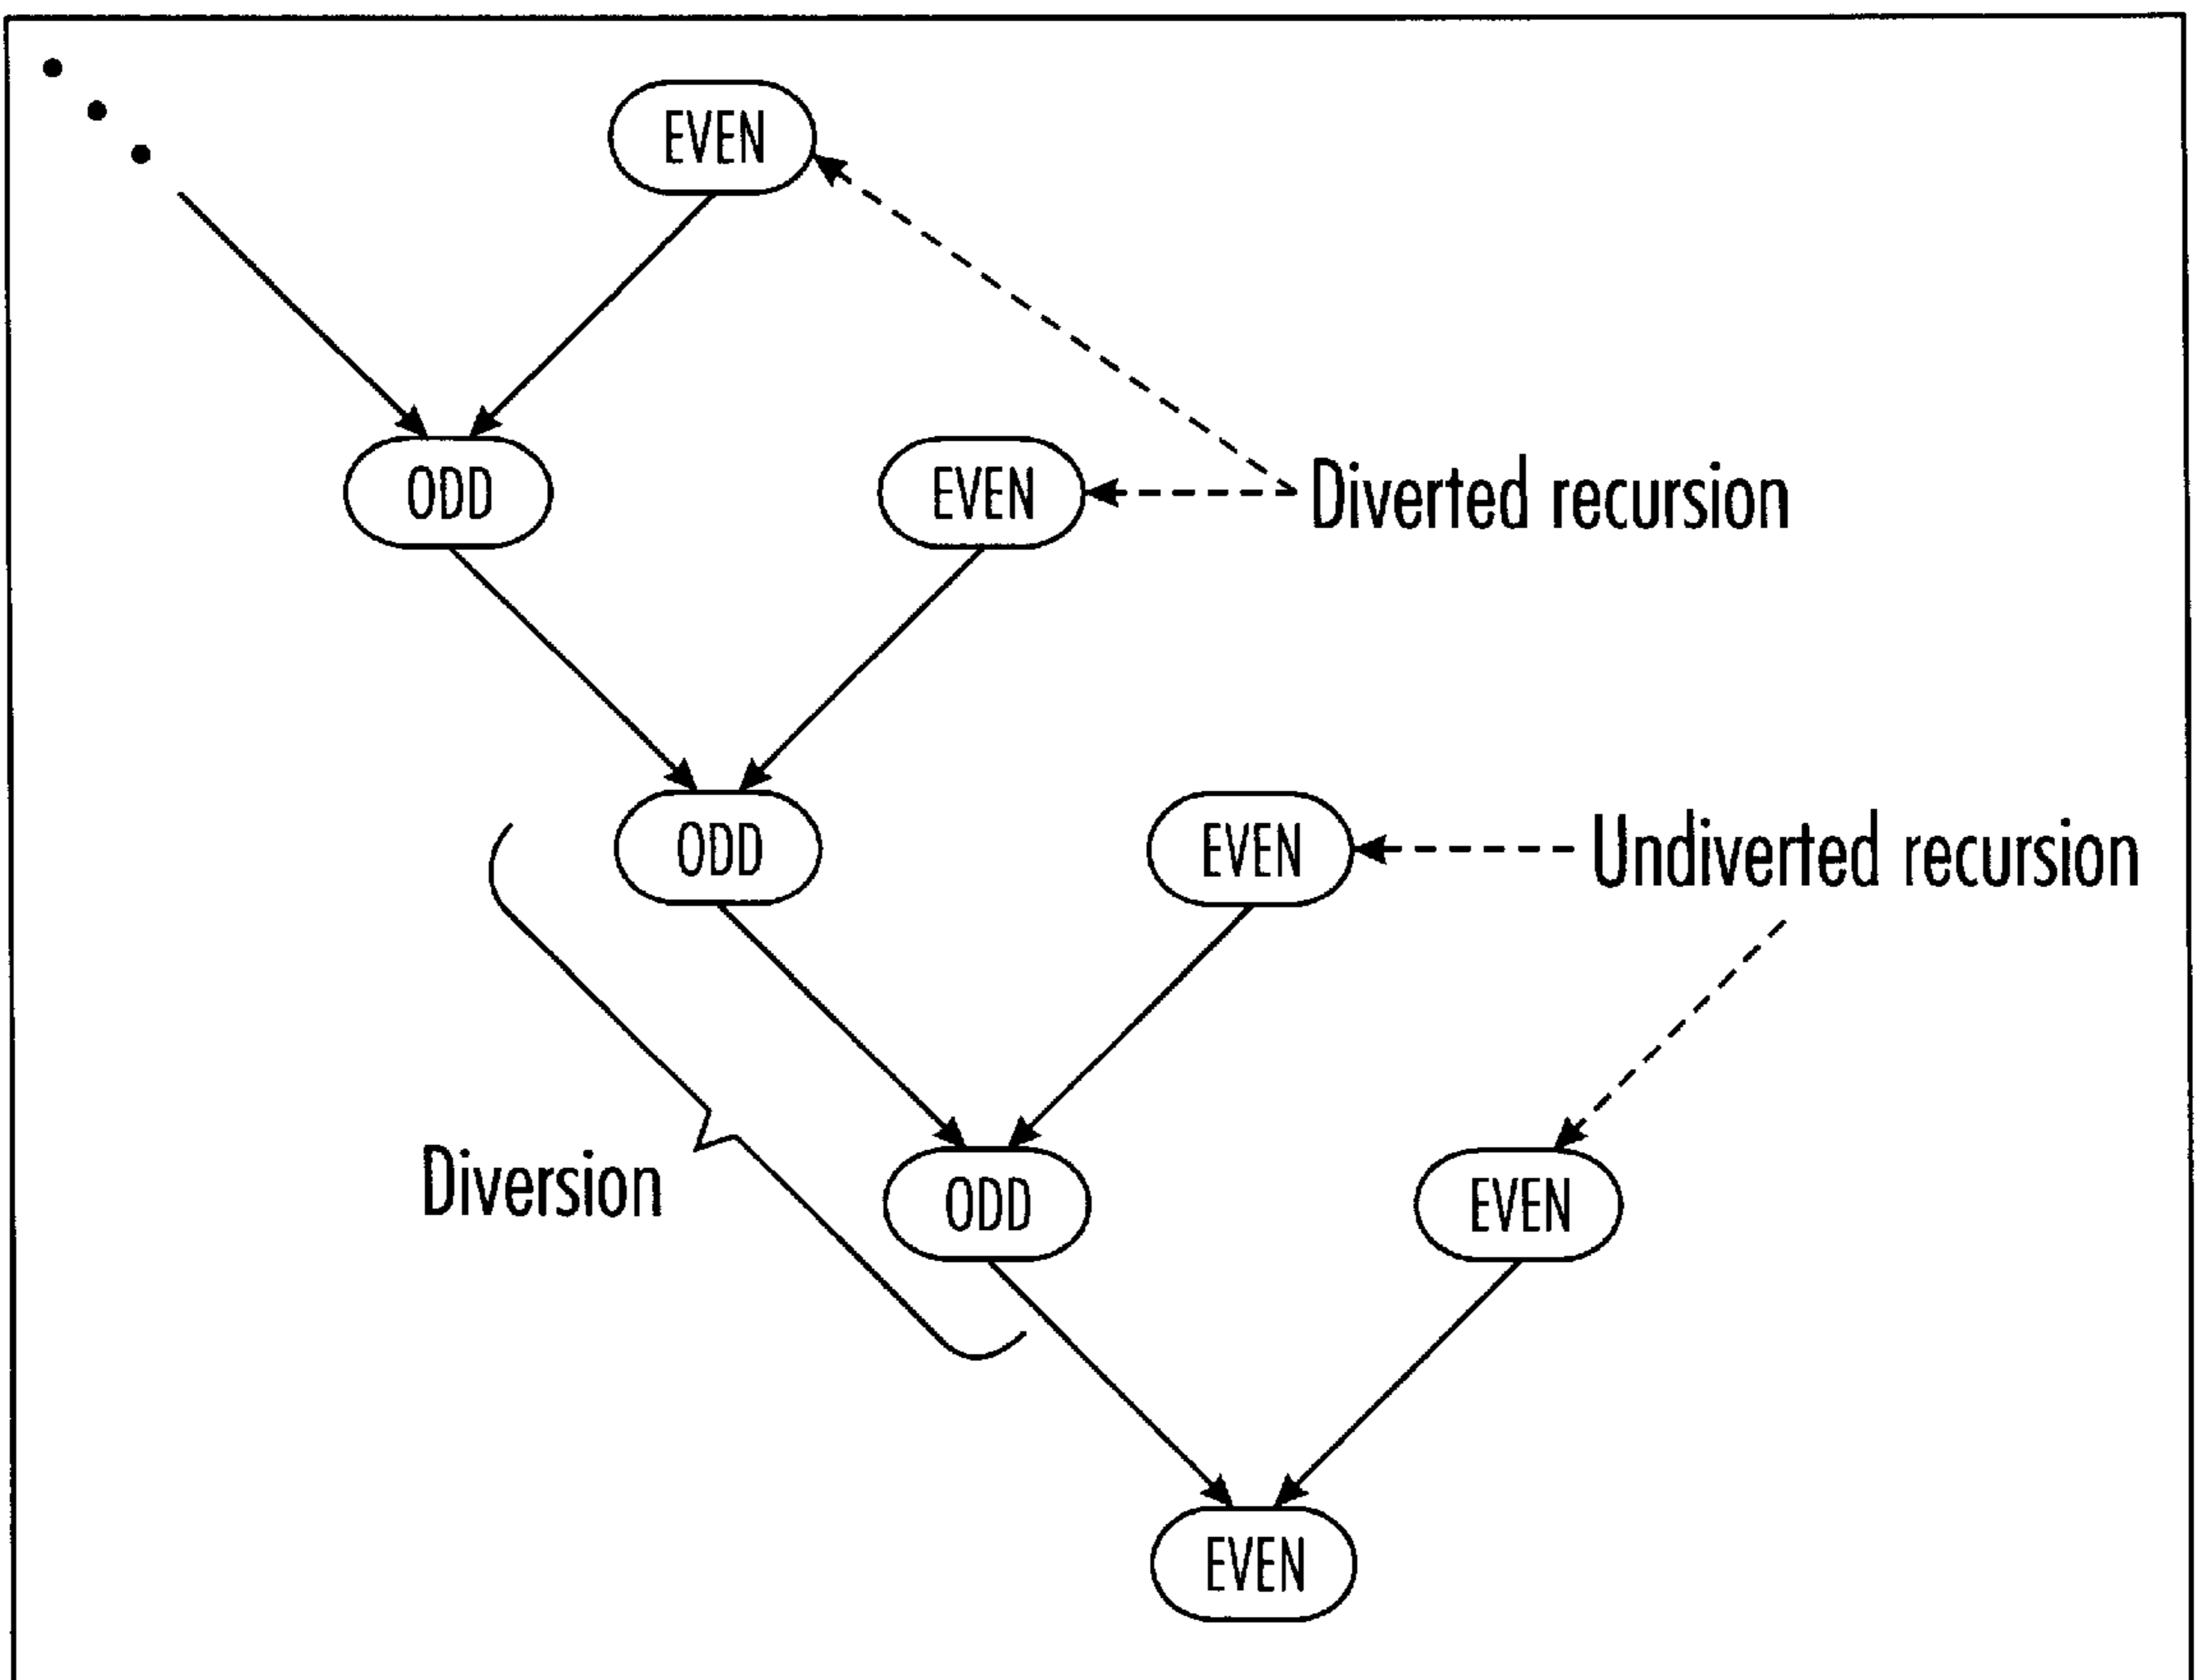 EVEN
ODD
EVEN
Diverted recursion
ODD
EVEN
Undiverted recursion
Diversion
ODD
EVEN
EVEN